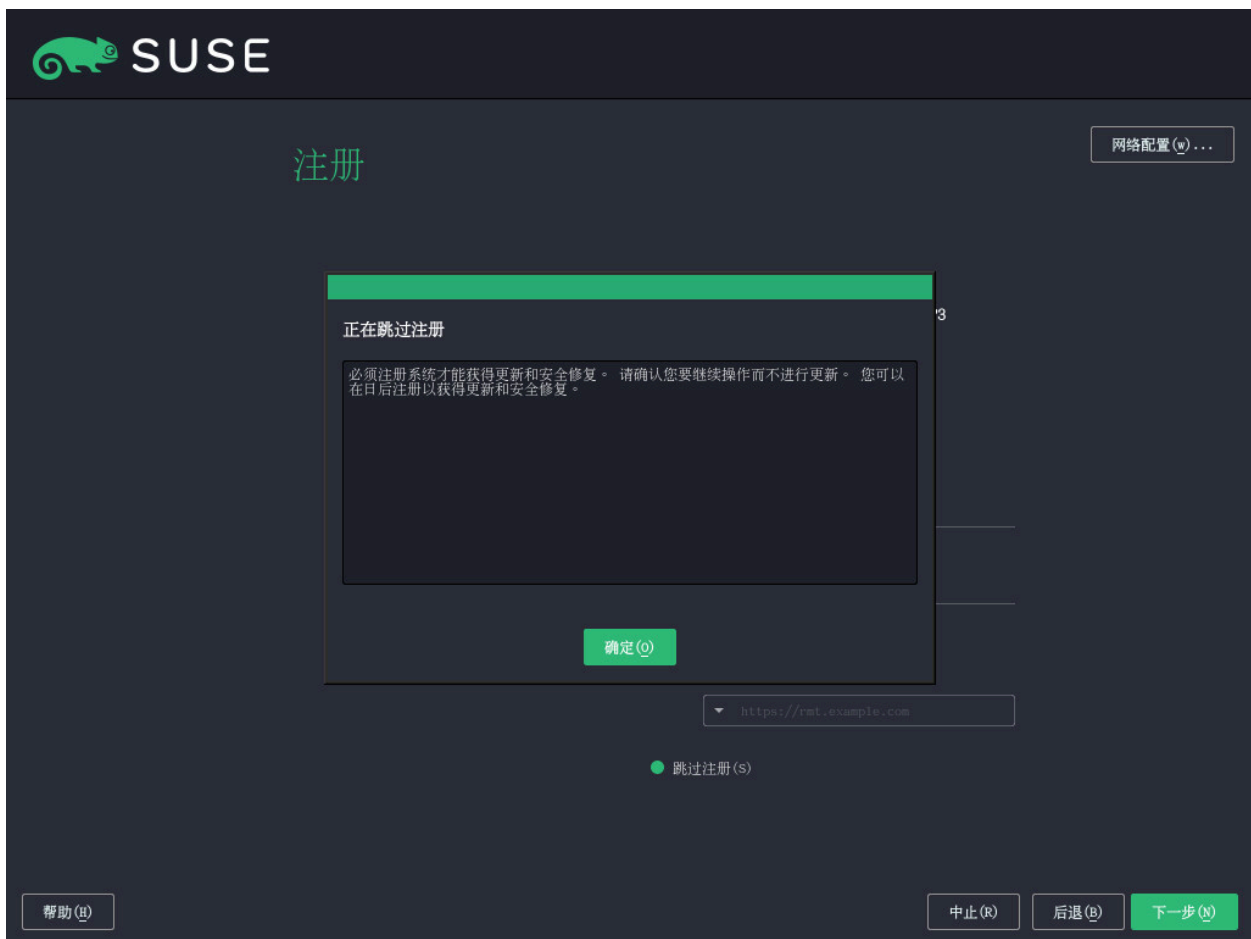 SUSE
网络配置(w)...
注册
P3
正在跳过注册
必须注册系统才能获得更新和安全修复。 请确认您要继续操作而不进行更新。 您可以
在日后注册以获得更新和安全修复。
确定(O)
https://rmt.example.com
跳过注册(S)
帮助(H)
中止(R)
后退(B)
下一步(N)